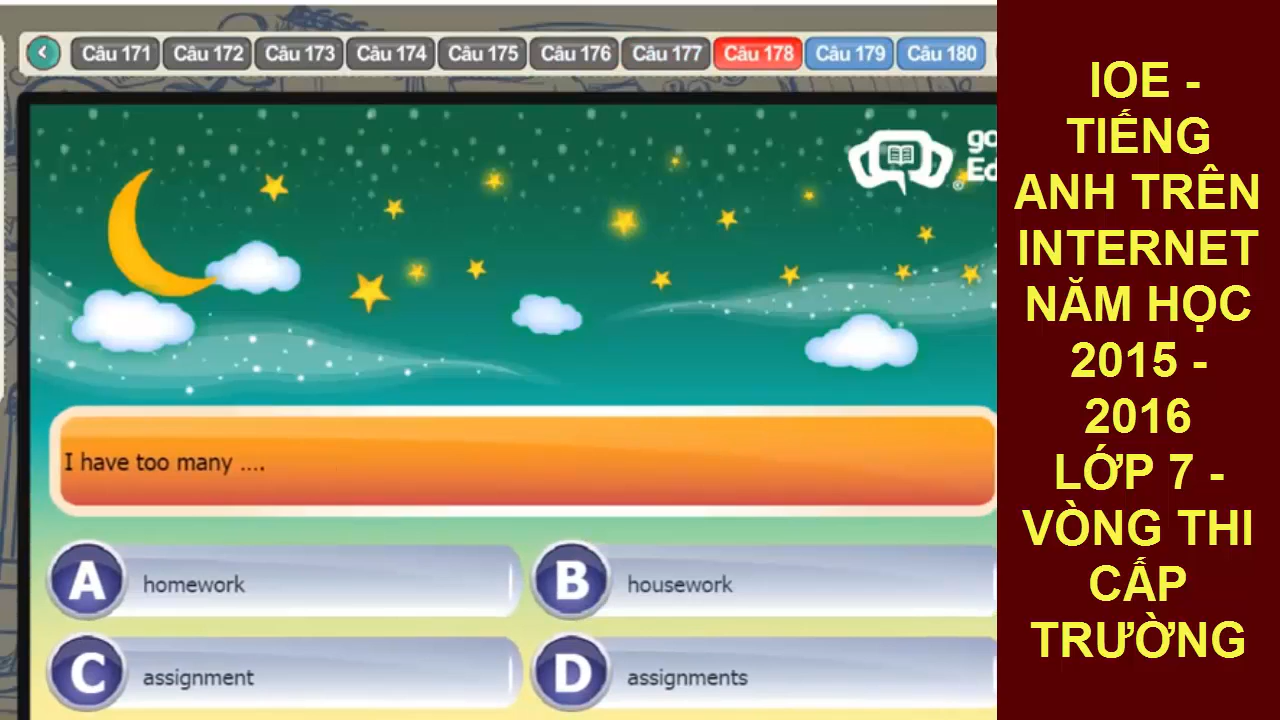 Câu 171 Câu 172 Câu 173 Câu 174 Câu 175 Câu 176 Câu 177 Câu 178 Câu 179 Câu 180
I have too many ....
A homework
B housework
C assignment
D assignments
IOE -
TIẾNG
ANH TRÊN
INTERNET
NĂM HỌC
2015 -
2016
LỚP 7 -
VÒNG THI
CẤP
TRƯỜNG